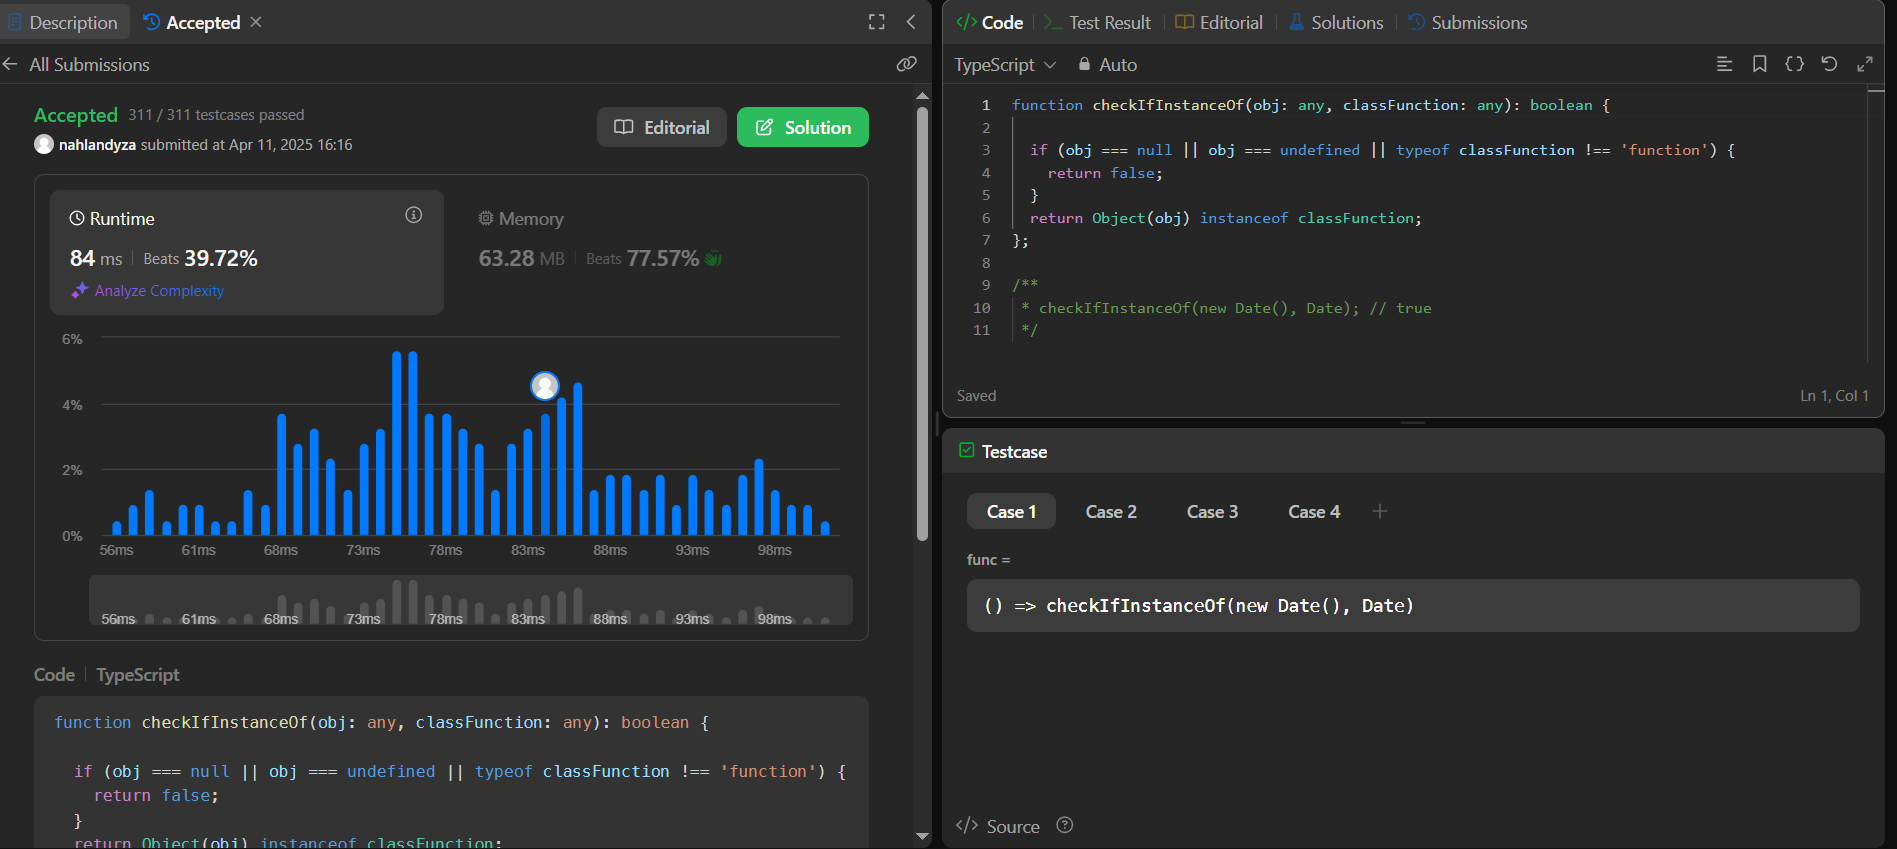 Description
Accepted
All Submissions
Accepted 311 / 311 testcases passed
nahlandyza submitted at Apr 11, 2025 16:16
Editorial
Solution
Runtime
84 ms Beats 39.72%
Analyze Complexity
Memory
63.28 MB Beats 77.57%
6%
4%
2%
0%
56ms 61ms 68ms 73ms 78ms 83ms 88ms 93ms 98ms
56ms 61ms 68ms 73ms 78ms 83ms 88ms 93ms 98ms
Code TypeScript
function checkIfInstanceOf(obj: any, classFunction: any): boolean {
if (obj === null || obj === undefined || typeof classFunction !== 'function') {
return false;
}
return Object(obj) instanceof classFunction;
</> Code Test Result Editorial Solutions Submissions
TypeScript Auto
1 function checkIfInstanceOf(obj: any, classFunction: any): boolean {
2
3 if (obj === null || obj === undefined || typeof classFunction !== 'function') {
4 return false;
5 }
6 return Object(obj) instanceof classFunction;
7 };
8
9 /**
10 * checkIfInstanceOf(new Date(), Date); // true
11 */
Saved
Ln 1, Col 1
Testcase
Case 1 Case 2 Case 3 Case 4 +
func =
() => checkIfInstanceOf(new Date(), Date)
</> Source